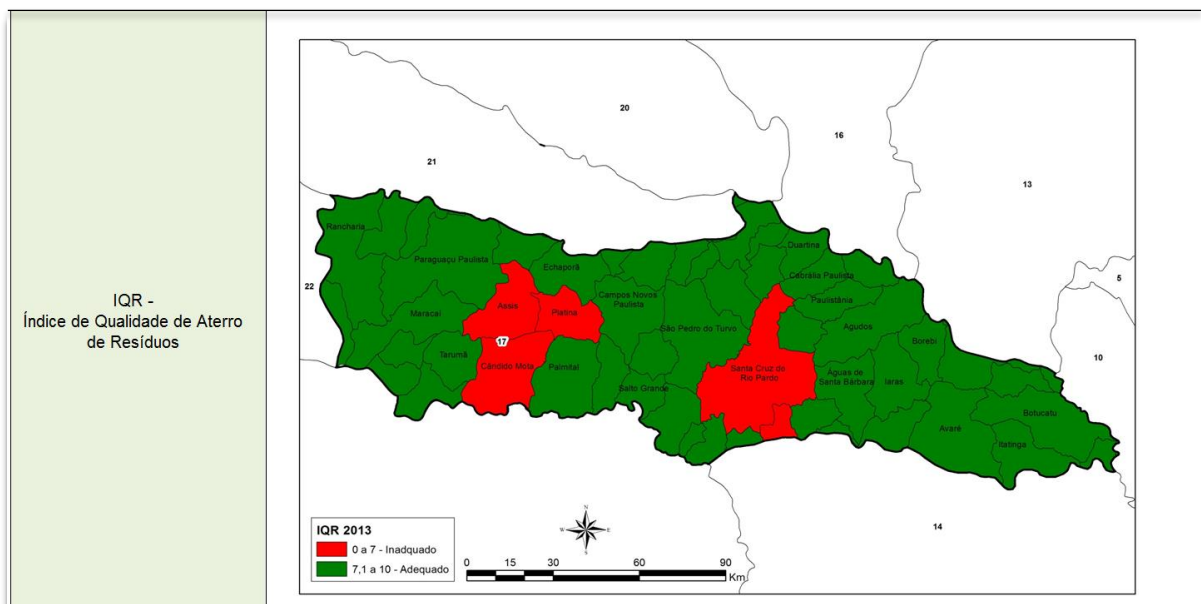 IQR -
Índice de Qualidade de Aterro
de Resíduos
20
16
21
13
5
22
10
14
17
Rancharia
Paraguaçu Paulista
Echaporã
Duartina
Cabrália Paulista
Campos Novos
Paulista
Paulistânia
Assis
Platina
Maracaí
São Pedro do Turvo
Agudos
Borebi
Tarumã
Cândido Mota
Palmital
Santa Cruz do
Rio Pardo
Águas de
Santa Bárbara
Iaras
Salto Grande
Botucatu
Avaré
Itatinga
N
W
E
S
IQR 2013
0 a 7 - Inadquado
7,1 a 10 - Adequado
0 15 30 60 90
Km